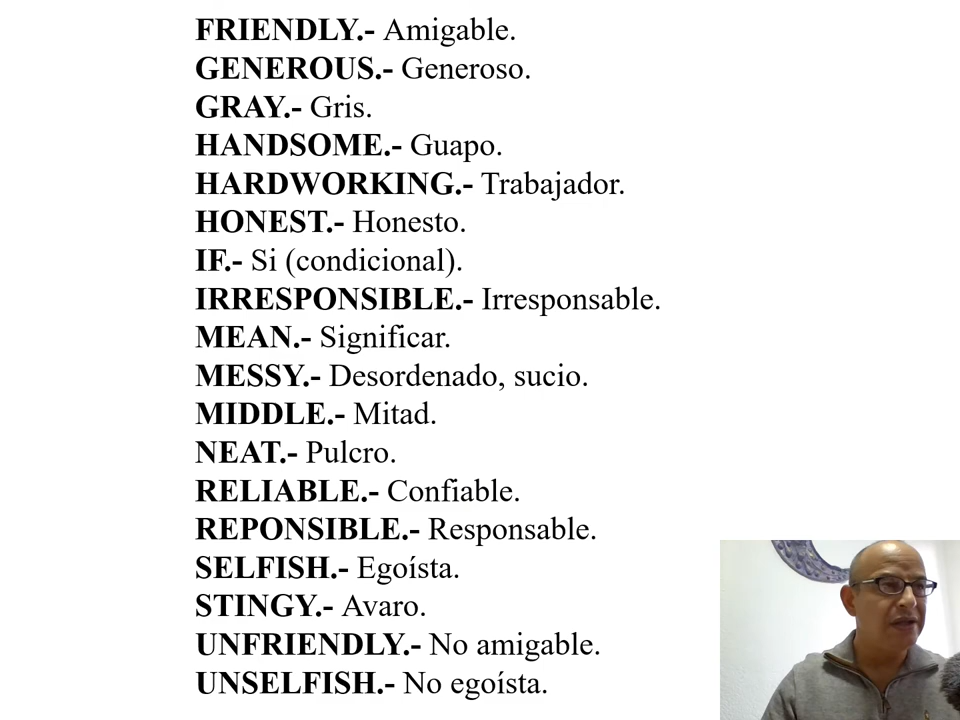 FRIENDLY.- Amigable.
GENEROUS.- Generoso.
GRAY.- Gris.
HANDSOME.- Guapo.
HARDWORKING.- Trabajador.
HONEST.- Honesto.
IF.- Si (condicional).
IRRESPONSIBLE.- Irresponsable.
MEAN.- Significar.
MESSY.- Desordenado, sucio.
MIDDLE.- Mitad.
NEAT.- Pulcro.
RELIABLE.- Confiable.
REPONSIBLE.- Responsable.
SELFISH.- Egoísta.
STINGY.- Avaro.
UNFRIENDLY.- No amigable.
UNSELFISH.- No egoísta.